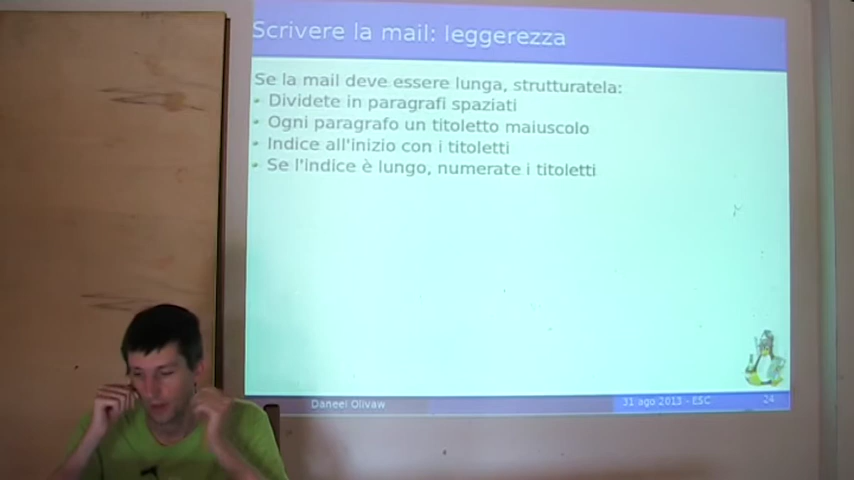 Scrivere la mail: leggerezza
Se la mail deve essere lunga, strutturatela:
Dividete in paragrafi spaziati
Ogni paragrafo un titoletto maiuscolo
Indice all'inizio con i titoletti
Se l'indice è lungo, numerate i titoletti
Daneel Olivaw
31 ago 2013 - ESC
24